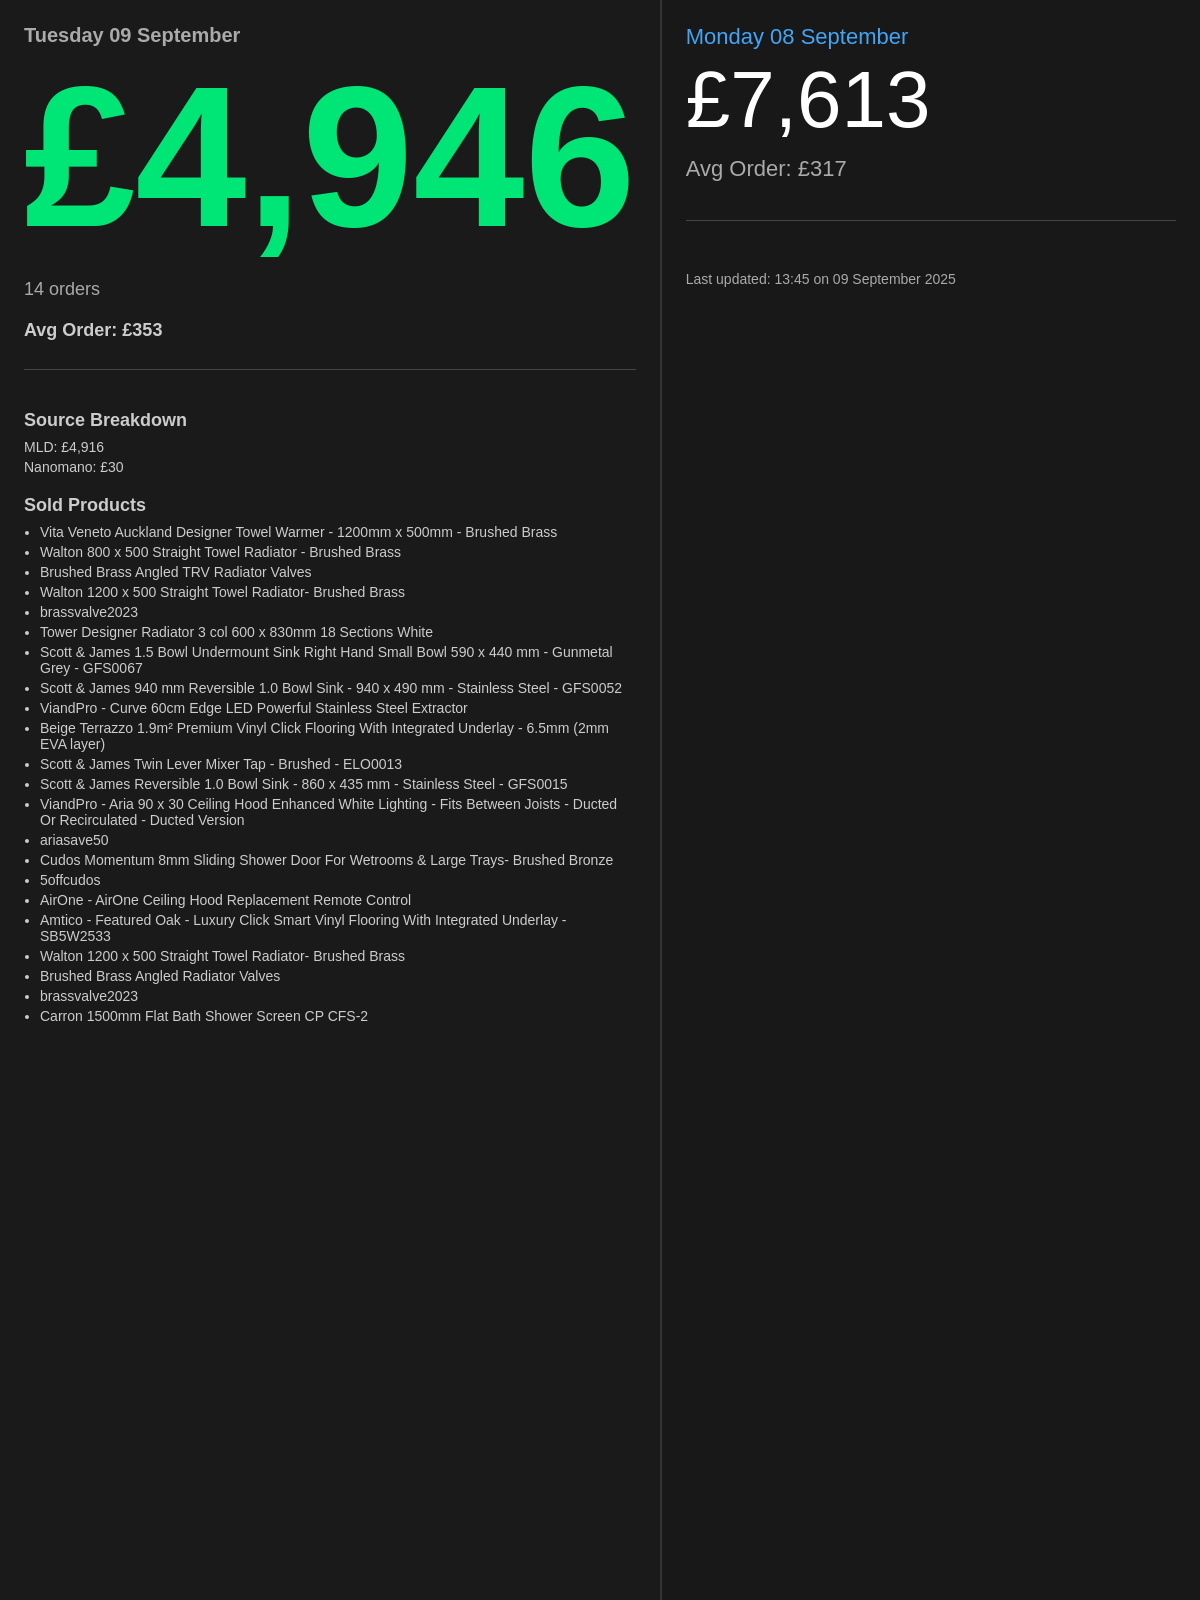 Tuesday 09 September
£4,946
14 orders
Avg Order: £353
Source Breakdown
MLD: £4,916
Nanomano: £30
Sold Products
• Vita Veneto Auckland Designer Towel Warmer - 1200mm x 500mm - Brushed Brass
• Walton 800 x 500 Straight Towel Radiator - Brushed Brass
• Brushed Brass Angled TRV Radiator Valves
• Walton 1200 x 500 Straight Towel Radiator- Brushed Brass
• brassvalve2023
• Tower Designer Radiator 3 col 600 x 830mm 18 Sections White
• Scott & James 1.5 Bowl Undermount Sink Right Hand Small Bowl 590 x 440 mm - Gunmetal
Grey - GFS0067
• Scott & James 940 mm Reversible 1.0 Bowl Sink - 940 x 490 mm - Stainless Steel - GFS0052
• ViandPro - Curve 60cm Edge LED Powerful Stainless Steel Extractor
• Beige Terrazzo 1.9m² Premium Vinyl Click Flooring With Integrated Underlay - 6.5mm (2mm
EVA layer)
• Scott & James Twin Lever Mixer Tap - Brushed - ELO0013
• Scott & James Reversible 1.0 Bowl Sink - 860 x 435 mm - Stainless Steel - GFS0015
• ViandPro - Aria 90 x 30 Ceiling Hood Enhanced White Lighting - Fits Between Joists - Ducted
Or Recirculated - Ducted Version
• ariasave50
• Cudos Momentum 8mm Sliding Shower Door For Wetrooms & Large Trays- Brushed Bronze
• 5offcudos
• AirOne - AirOne Ceiling Hood Replacement Remote Control
• Amtico - Featured Oak - Luxury Click Smart Vinyl Flooring With Integrated Underlay -
SB5W2533
• Walton 1200 x 500 Straight Towel Radiator- Brushed Brass
• Brushed Brass Angled Radiator Valves
• brassvalve2023
• Carron 1500mm Flat Bath Shower Screen CP CFS-2
Monday 08 September
£7,613
Avg Order: £317
Last updated: 13:45 on 09 September 2025